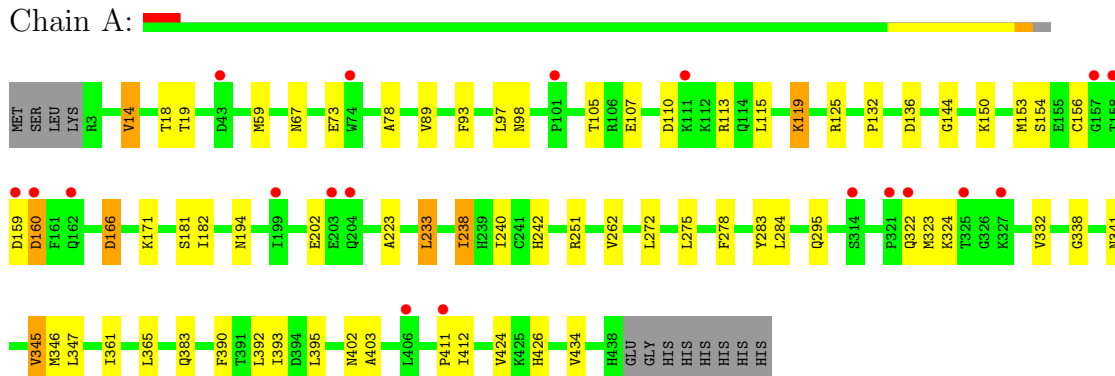 Chain A:
MET SER LEU LYS R3 V14 T18 T19 D43 M59 N67 E73 W74 A78 V89 F93 L97 N98 P101 T105 R106 E107 D110 K111 K112 R113 Q114 L115 K119 R125 P132 D136 G144 K150 M153 S154 E155 C156 G157 T158
D159 D160 F161 Q162 D166 K171 S181 I182 N194 I199 E202 E203 Q204 A223 L233 I238 H239 I240 C241 H242 R251 V262 L272 L275 F278 Y283 L284 Q295 S314 P321 Q322 M323 K324 T325 G326 K327 V332 G338 N341
V345 M346 L347 I361 L365 Q383 F390 T391 L392 I393 D394 L395 N402 A403 L406 P411 I412 V424 K425 H426 V434 H438 GLU GLY HIS HIS HIS HIS HIS HIS